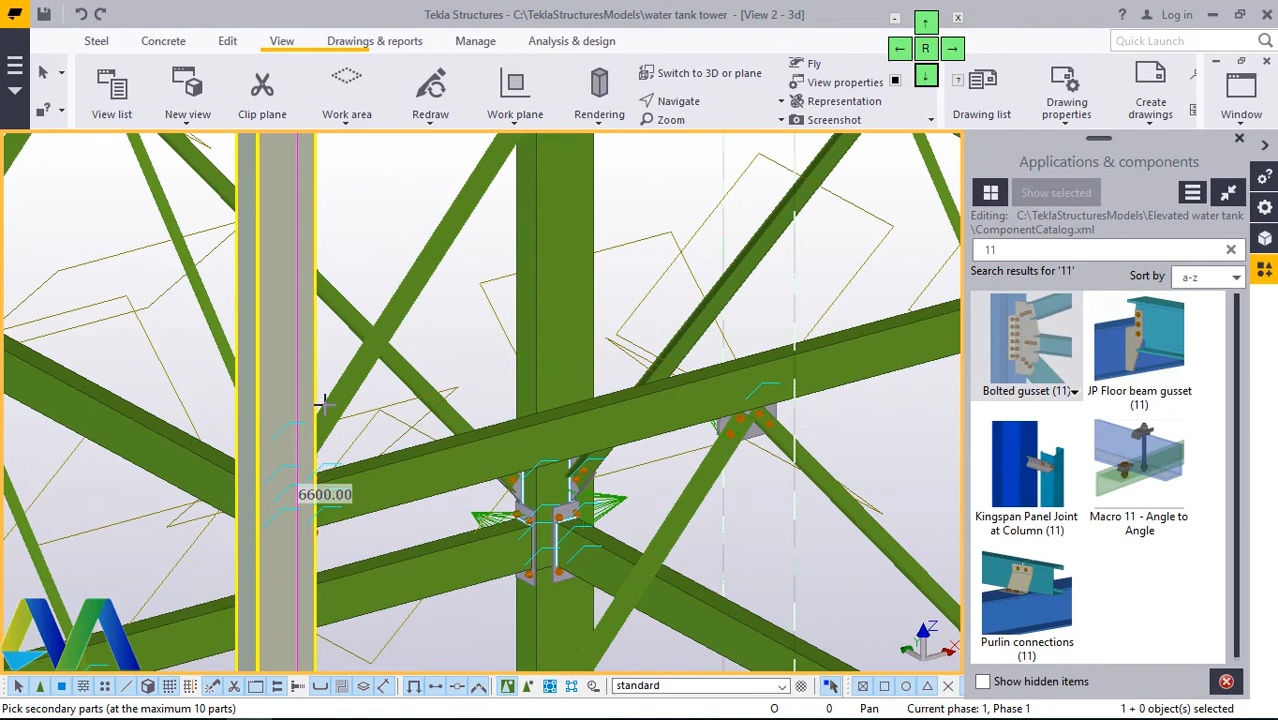 Tekla Structures - C:\TeklaStructuresModels\water tank tower - [View 2 - 3d]
Log in
Steel
Concrete
Edit
View
Drawings & reports
Manage
Analysis & design
Quick Launch
R
View list
New view
Clip plane
Work area
Redraw
Work plane
Rendering
Switch to 3D or plane
Navigate
Zoom
Fly
View properties
Representation
Screenshot
Drawing list
Drawing
properties
Create
drawings
Window
Applications & components
Show selected
Editing: C:\TeklaStructuresModels\Elevated water tank
\ComponentCatalog.xml
11
Search results for '11'
Sort by
a-z
Bolted gusset (11)
JP Floor beam gusset
(11)
Kingspan Panel Joint
at Column (11)
Macro 11 - Angle to
Angle
Purlin connections
(11)
Show hidden items
6600.00
Z
standard
Pick secondary parts (at the maximum 10 parts)
O
0
Pan
Current phase: 1, Phase 1
1 + 0 object(s) selected